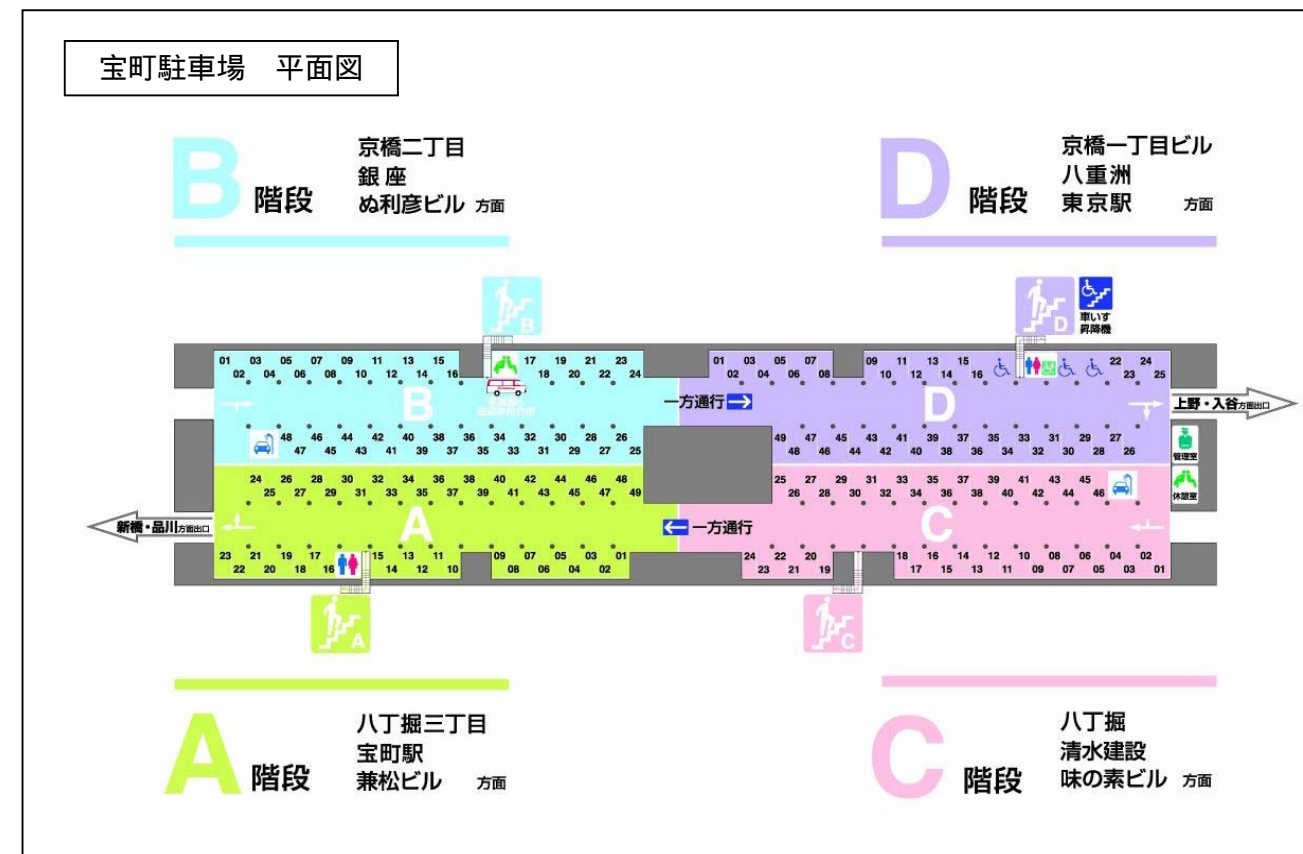 宝町駐車場　平面図
B 階段
京橋二丁目
銀座
ぬ利彦ビル 方面
D 階段
京橋一丁目ビル
八重洲
東京駅 方面
B
D
車いす
昇降機
01 03 05 07 09 11 13 15 17 19 21 23
02 04 06 08 10 12 14 16 18 20 22 24
01 03 05 07 09 11 13 15 22 24
02 04 06 08 10 12 14 16 23 25
B
一方通行
D
上野・入谷方面出口
48 46 44 42 40 38 36 34 32 30 28 26
47 45 43 41 39 37 35 33 31 29 27 25
49 47 45 43 41 39 37 35 33 31 29 27
48 46 44 42 40 38 36 34 32 30 28 26
管理室
休憩室
24 26 28 30 32 34 36 38 40 42 44 46 48
25 27 29 31 33 35 37 39 41 43 45 47 49
25 27 29 31 33 35 37 39 41 43 45
26 28 30 32 34 36 38 40 42 44 46
新橋・品川方面出口
A
一方通行
C
23 21 19 17 15 13 11 09 07 05 03 01
22 20 18 16 14 12 10 08 06 04 02
24 22 20 18 16 14 12 10 08 06 04 02
23 21 19 17 15 13 11 09 07 05 03 01
A
C
A 階段
八丁掘三丁目
宝町駅
兼松ビル 方面
C 階段
八丁掘
清水建設
味の素ビル 方面